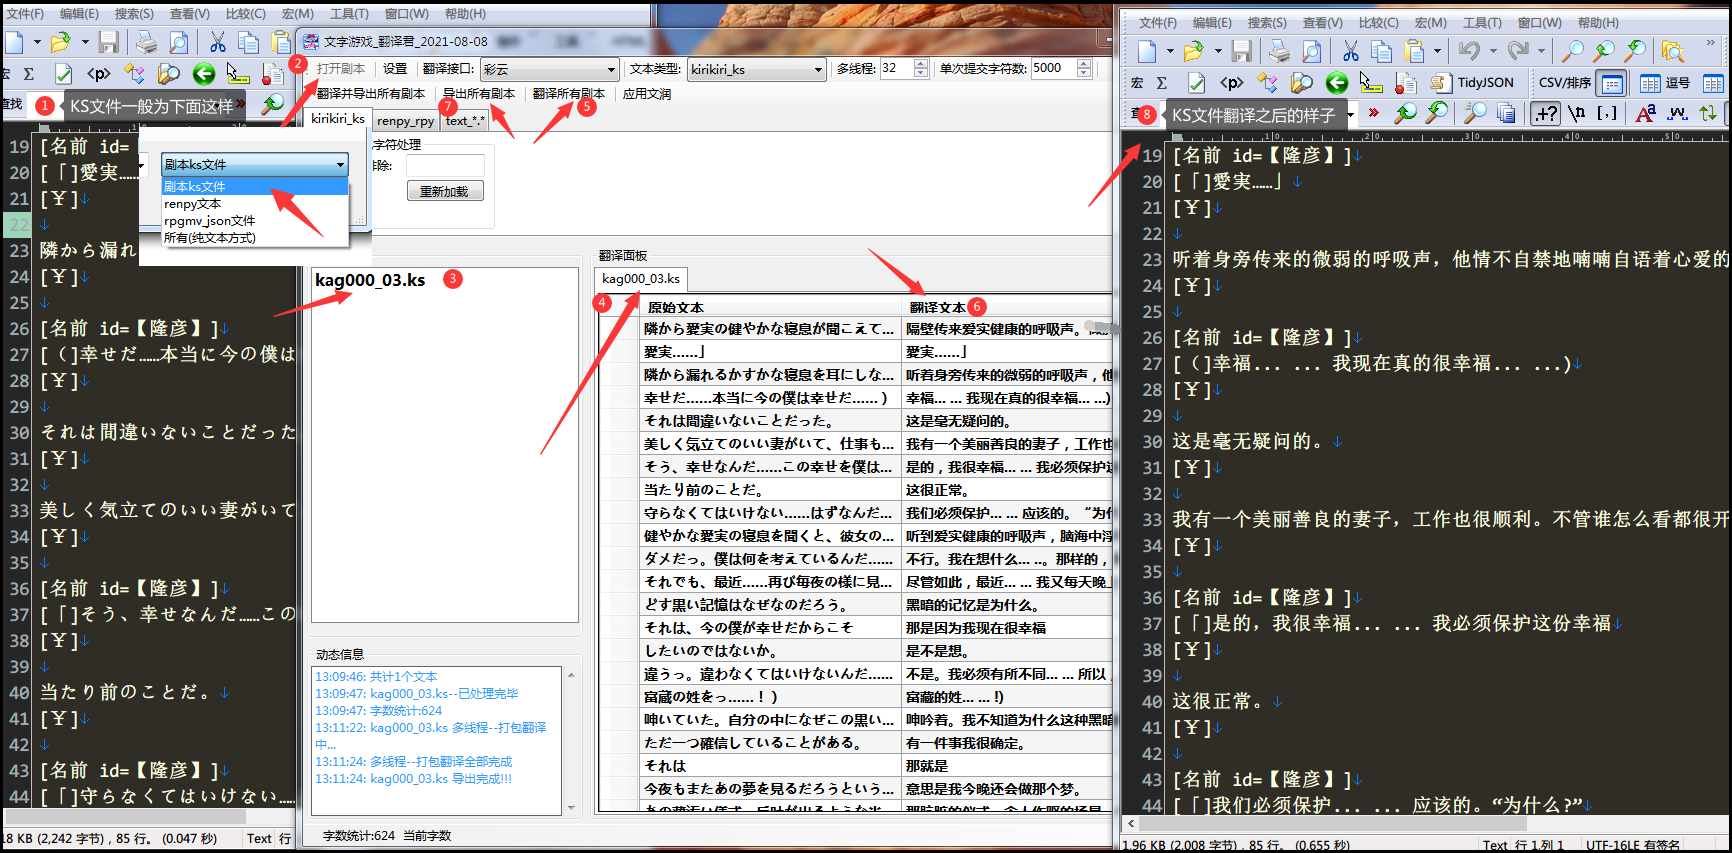 文件(F) 编辑(E) 搜索(S) 查看(V) 比较(C) 宏(M) 工具(T) 窗口(W) 帮助(H)
Σ <p>
查找 1 KS文件一般为下面这样 »
19 [名前 id=
20 [「]愛実……
21 [￥]↓
22 ↓
23 隣から漏れ
24 [￥]↓
25 ↓
26 [名前 id=【隆彦】]↓
27 [（]幸せだ……本当に今の僕は
28 [￥]↓
29 ↓
30 それは間違いないことだった
31 [￥]↓
32 ↓
33 美しく気立てのいい妻がいて
34 [￥]↓
35 ↓
36 [名前 id=【隆彦】]↓
37 [「]そう、幸せなんだ……この
38 [￥]↓
39 ↓
40 当たり前のことだ。↓
41 [￥]↓
42 ↓
43 [名前 id=【隆彦】]↓
44 [「]守らなくてはいけない……
18 KB (2,242 字节)，85 行。 (0.047 秒) Text 行
剧本ks文件
剧本ks文件
renpy文本
rpgmv_json文件
所有(纯文本方式)
文字游戏_翻译君_2021-08-08
2 打开剧本 设置 翻译接口: 彩云 文本类型: kirikiri_ks 多线程: 32 单次提交字符数: 5000
翻译并导出所有剧本 导出所有剧本 翻译所有剧本 应用文润
7 5
kirikiri_ks renpy_rpy text_*.*
字符处理
除:
重新加载
kag000_03.ks 3
动态信息
13:09:46: 共计1个文本
13:09:47: kag000_03.ks--已处理完毕
13:09:47: 字数统计:624
13:11:22: kag000_03.ks 多线程--打包翻译
中...
13:11:24: 多线程--打包翻译全部完成
13:11:24: kag000_03.ks 导出完成!!!
字数统计:624 当前字数
翻译面板
kag000_03.ks
4 原始文本 翻译文本 6
隣から愛実の健やかな寝息が聞こえて... 隔壁传来爱实健康的呼吸声。
愛実……」 爱实……」
隣から漏れるかすかな寝息を耳にしな... 听着身旁传来的微弱的呼吸声，他
幸せだ……本当に今の僕は幸せだ……） 幸福... ... 我现在真的很幸福... ...)
それは間違いないことだった。 这是毫无疑问的。
美しく気立てのいい妻がいて、仕事も... 我有一个美丽善良的妻子，工作也
そう、幸せなんだ……この幸せを僕は... 是的，我很幸福... ... 我必须保护这
当たり前のことだ。 这很正常。
守らなくてはいけない……はずなんだ... 我们必须保护... ... 应该的。“为什
健やかな愛実の寝息を聞くと、彼女の... 听到爱实健康的呼吸声，脑海中浮
ダメだっ。僕は何を考えているんだ... 不行。我在想什么... ..。那样的，
それでも、最近……再び毎夜の様に見... 尽管如此，最近... ... 我又每天晚上
どす黒い記憶はなぜなのだろう。 黑暗的记忆是为什么。
それは、今の僕が幸せだからこそ 那是因为我现在很幸福
したいのではないか。 是不是想。
違うっ。違わなくてはいけないんだ... 不是。我必须有所不同... ... 所以，
富蔵の姓をっ……！） 富藏的姓... ... !)
呻いていた。自分の中になぜこの黒い... 呻吟着。我不知道为什么这种黑暗
ただ一つ確信していることがある。 有一件事我很确定。
それは 那就是
今夜もまたあの夢を見るだろうという... 意思是我今晚还会做那个梦。
文件(F) 编辑(E) 搜索(S) 查看(V) 比较(C) 宏(M) 工具(T) 窗口(W) 帮助(H)
宏 Σ <p> TidyJSON CSV/排序 逗号
8 KS文件翻译之后的样子 » .+? \n [,]
10 20 30 40 50
19 [名前 id=【隆彦】]↓
20 [「]愛実……」↓
21 [￥]↓
22 ↓
23 听着身旁传来的微弱的呼吸声，他情不自禁地喃喃自语着心爱的
24 [￥]↓
25 ↓
26 [名前 id=【隆彦】]↓
27 [（]幸福... ... 我现在真的很幸福... ...)↓
28 [￥]↓
29 ↓
30 这是毫无疑问的。↓
31 [￥]↓
32 ↓
33 我有一个美丽善良的妻子，工作也很顺利。不管谁怎么看都很开
34 [￥]↓
35 ↓
36 [名前 id=【隆彦】]↓
37 [「]是的，我很幸福... ... 我必须保护这份幸福↓
38 [￥]↓
39 ↓
40 这很正常。↓
41 [￥]↓
42 ↓
43 [名前 id=【隆彦】]↓
44 [「]我们必须保护... ... 应该的。“为什么?”↓
1.96 KB (2,008 字节)，85 行。 (0.655 秒) Text 行 1,列 1 UTF-16LE 有签名